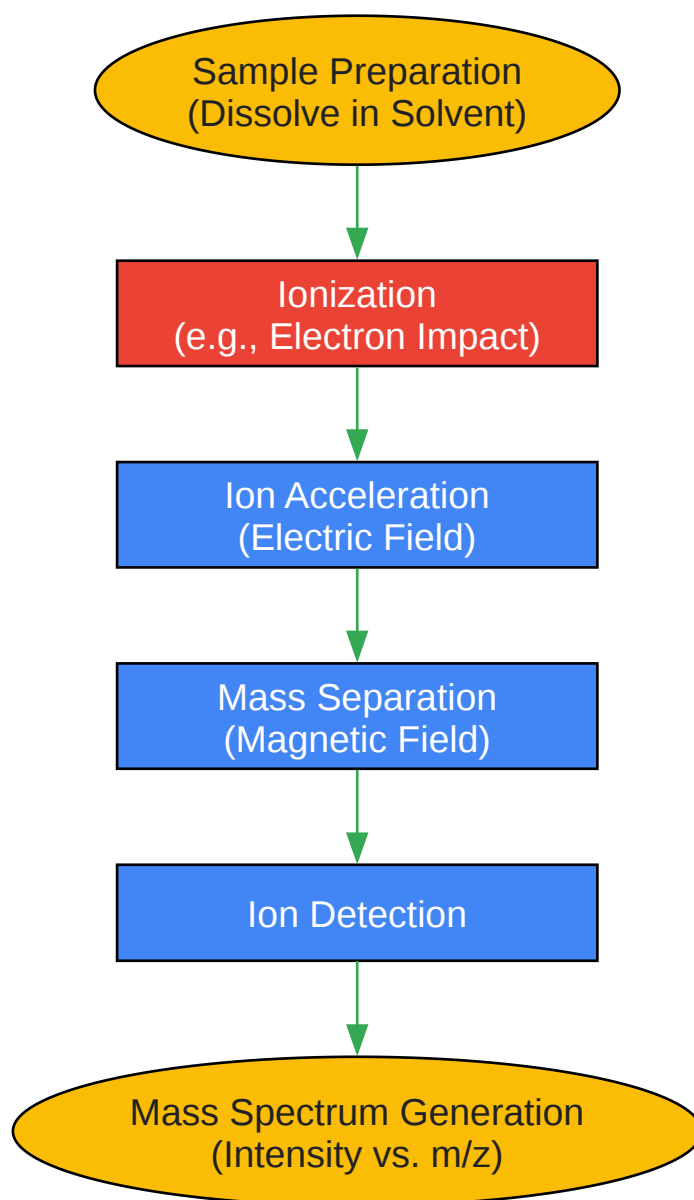 Sample Preparation
(Dissolve in Solvent)
Ionization
(e.g., Electron Impact)
Ion Acceleration
(Electric Field)
Mass Separation
(Magnetic Field)
Ion Detection
Mass Spectrum Generation
(Intensity vs. m/z)